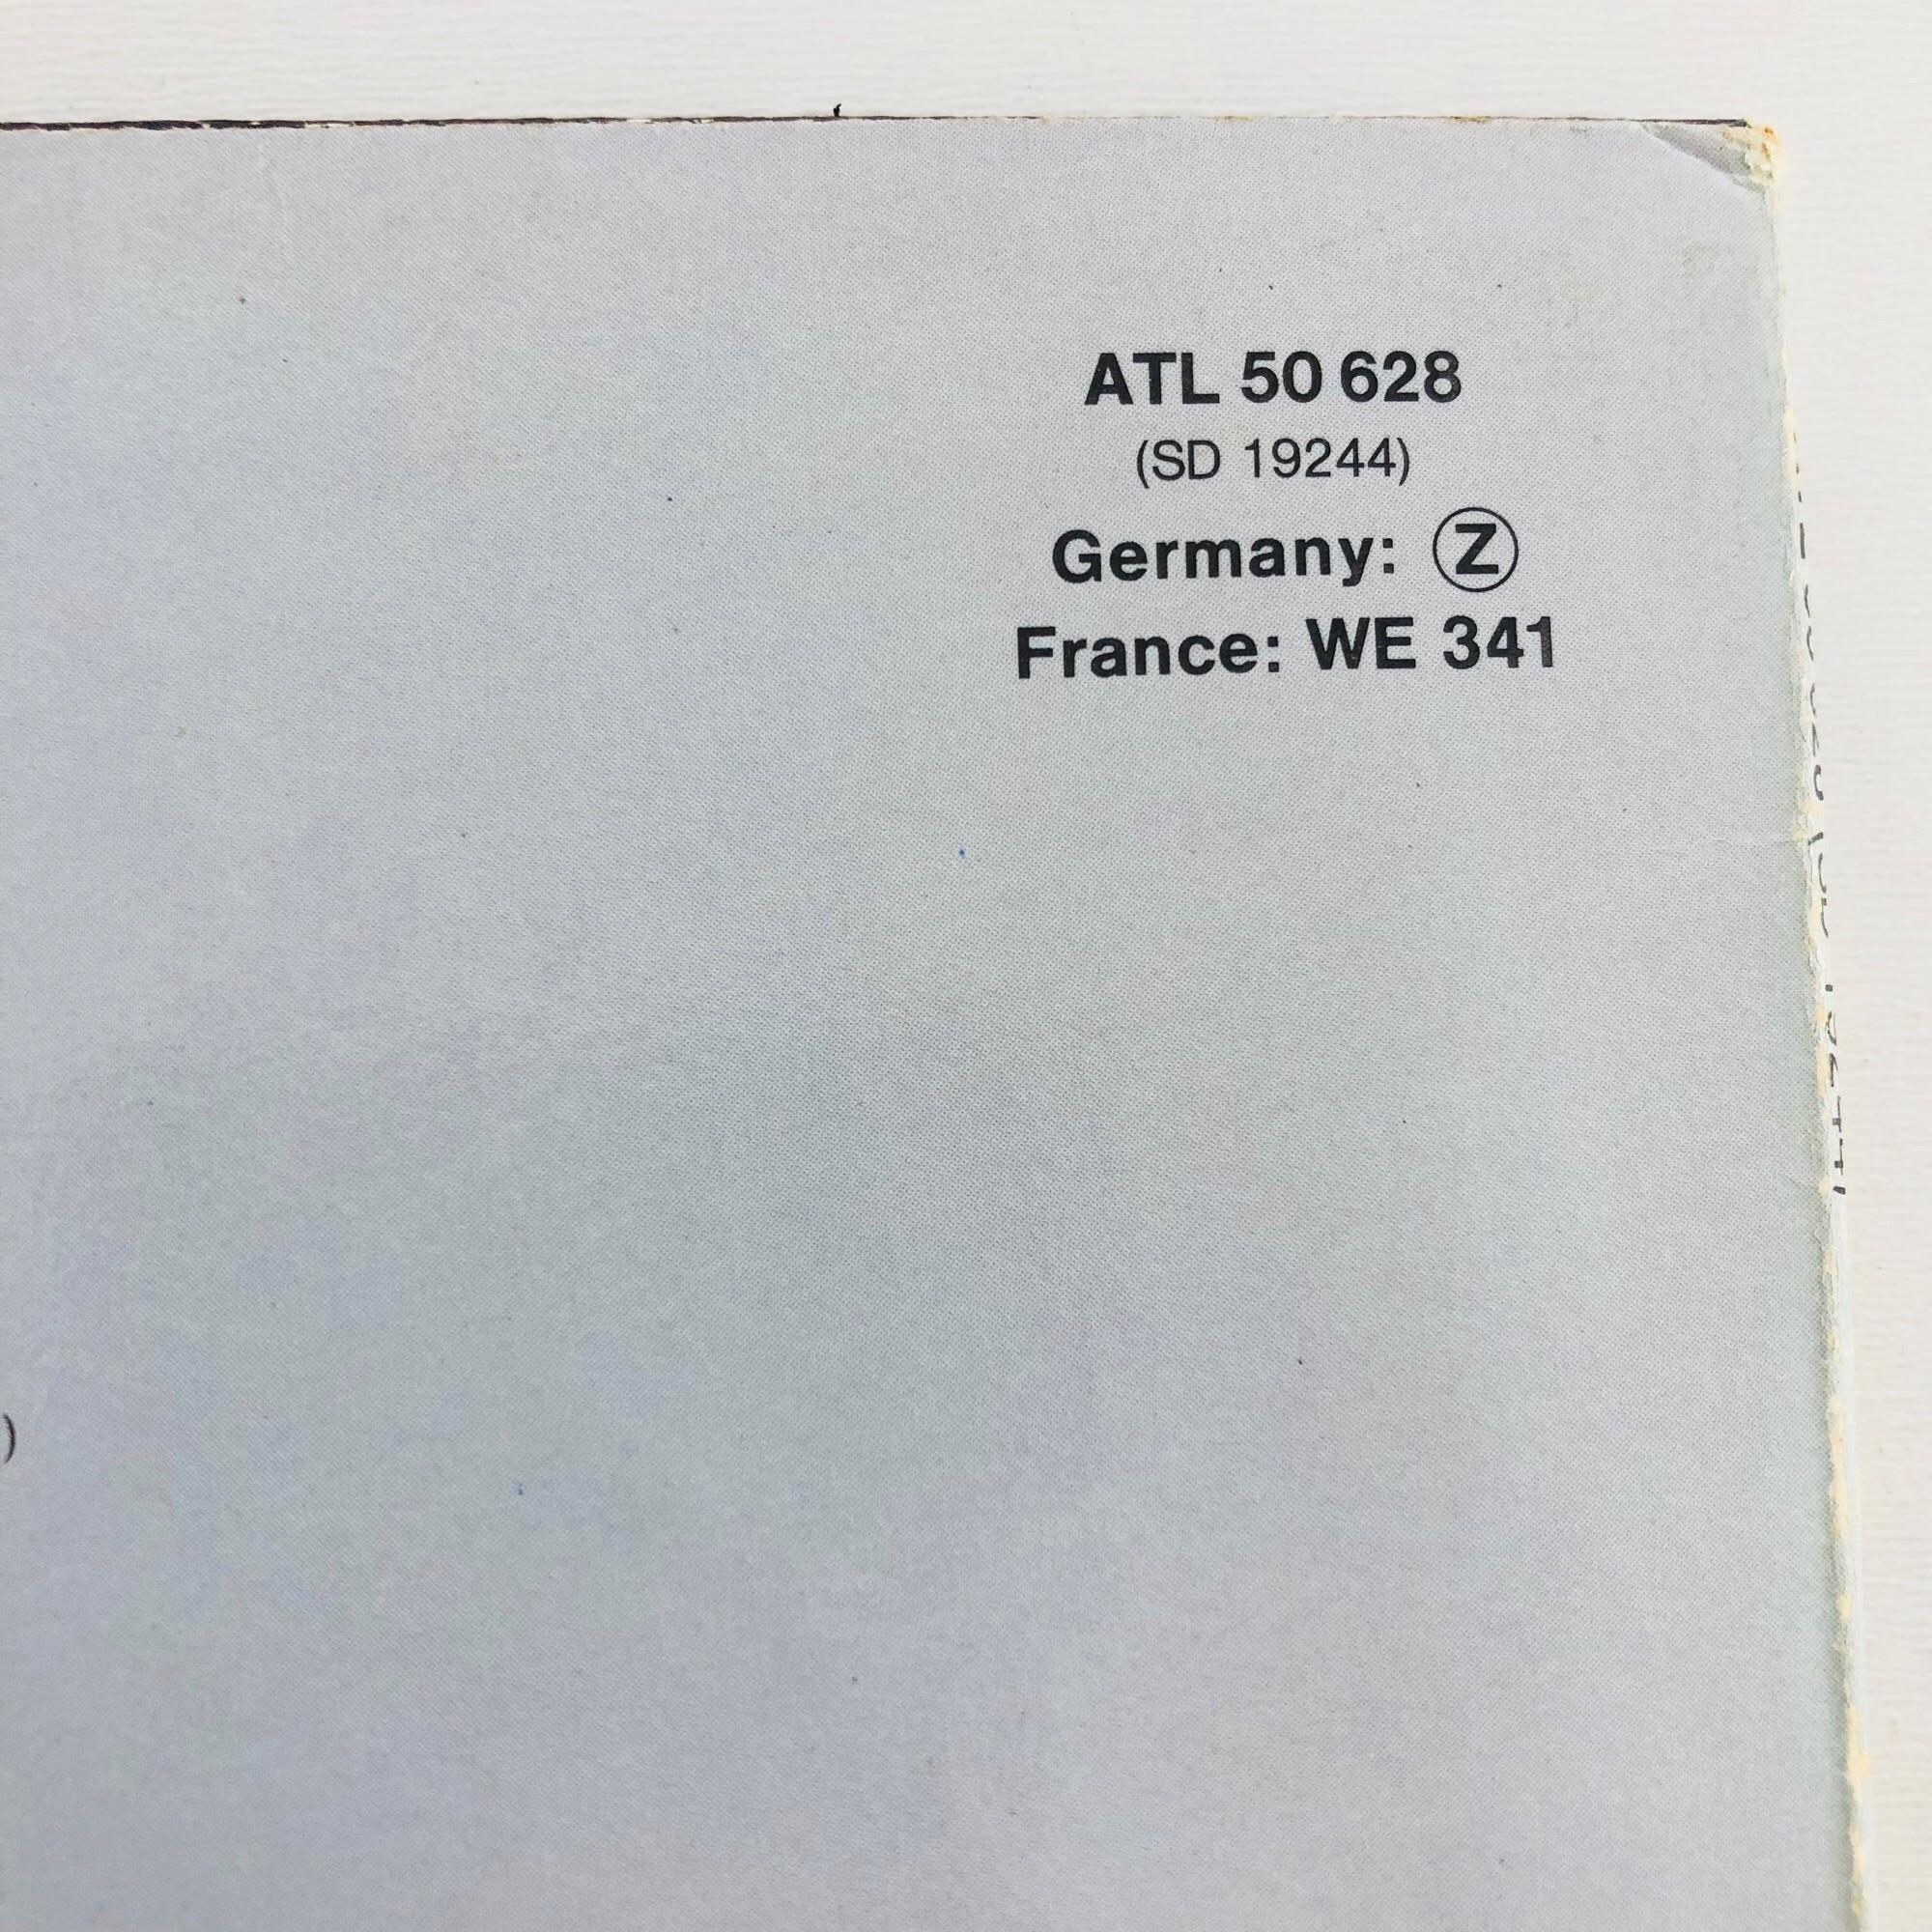 ATL 50 628
(SD 19244)
Germany: Ⓩ
France: WE 341
)